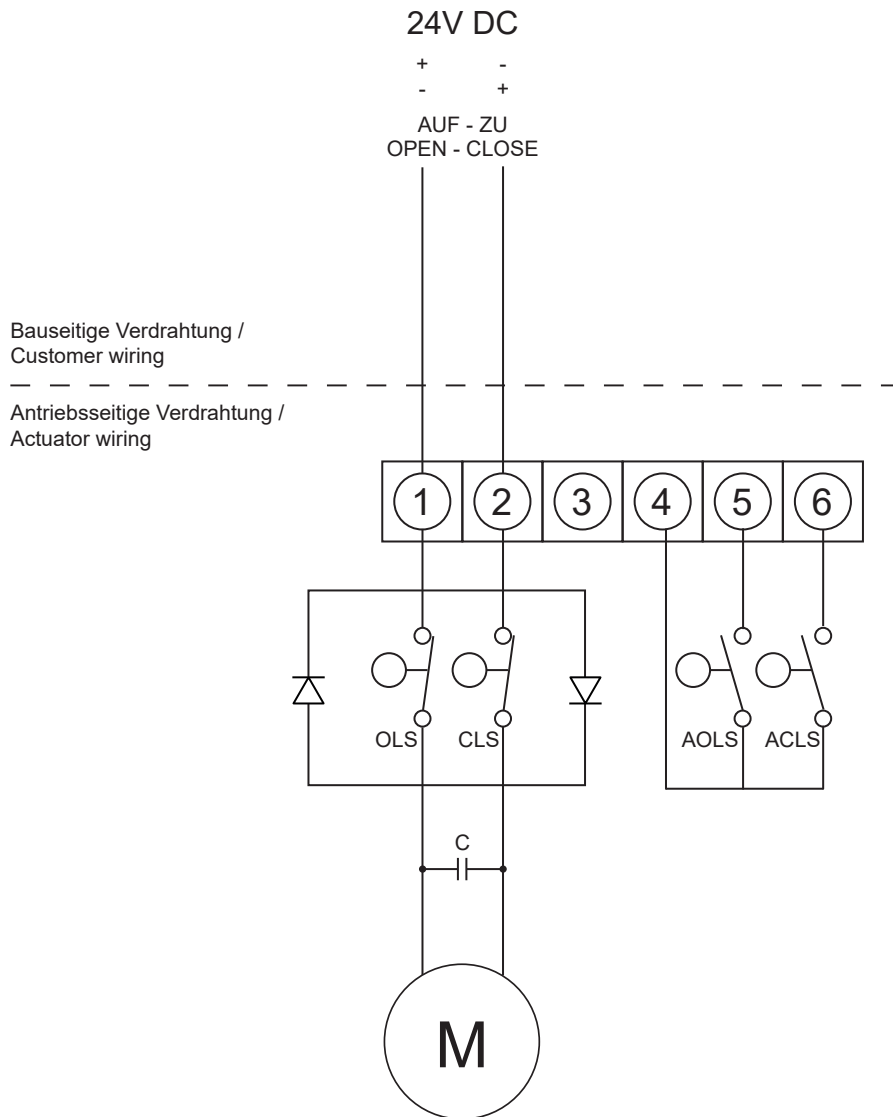 24V DC
+ -
- +
AUF - ZU
OPEN - CLOSE
Bauseitige Verdrahtung /
Customer wiring
Antriebsseitige Verdrahtung /
Actuator wiring
1 2 3 4 5 6
OLS CLS AOLS ACLS
C
M